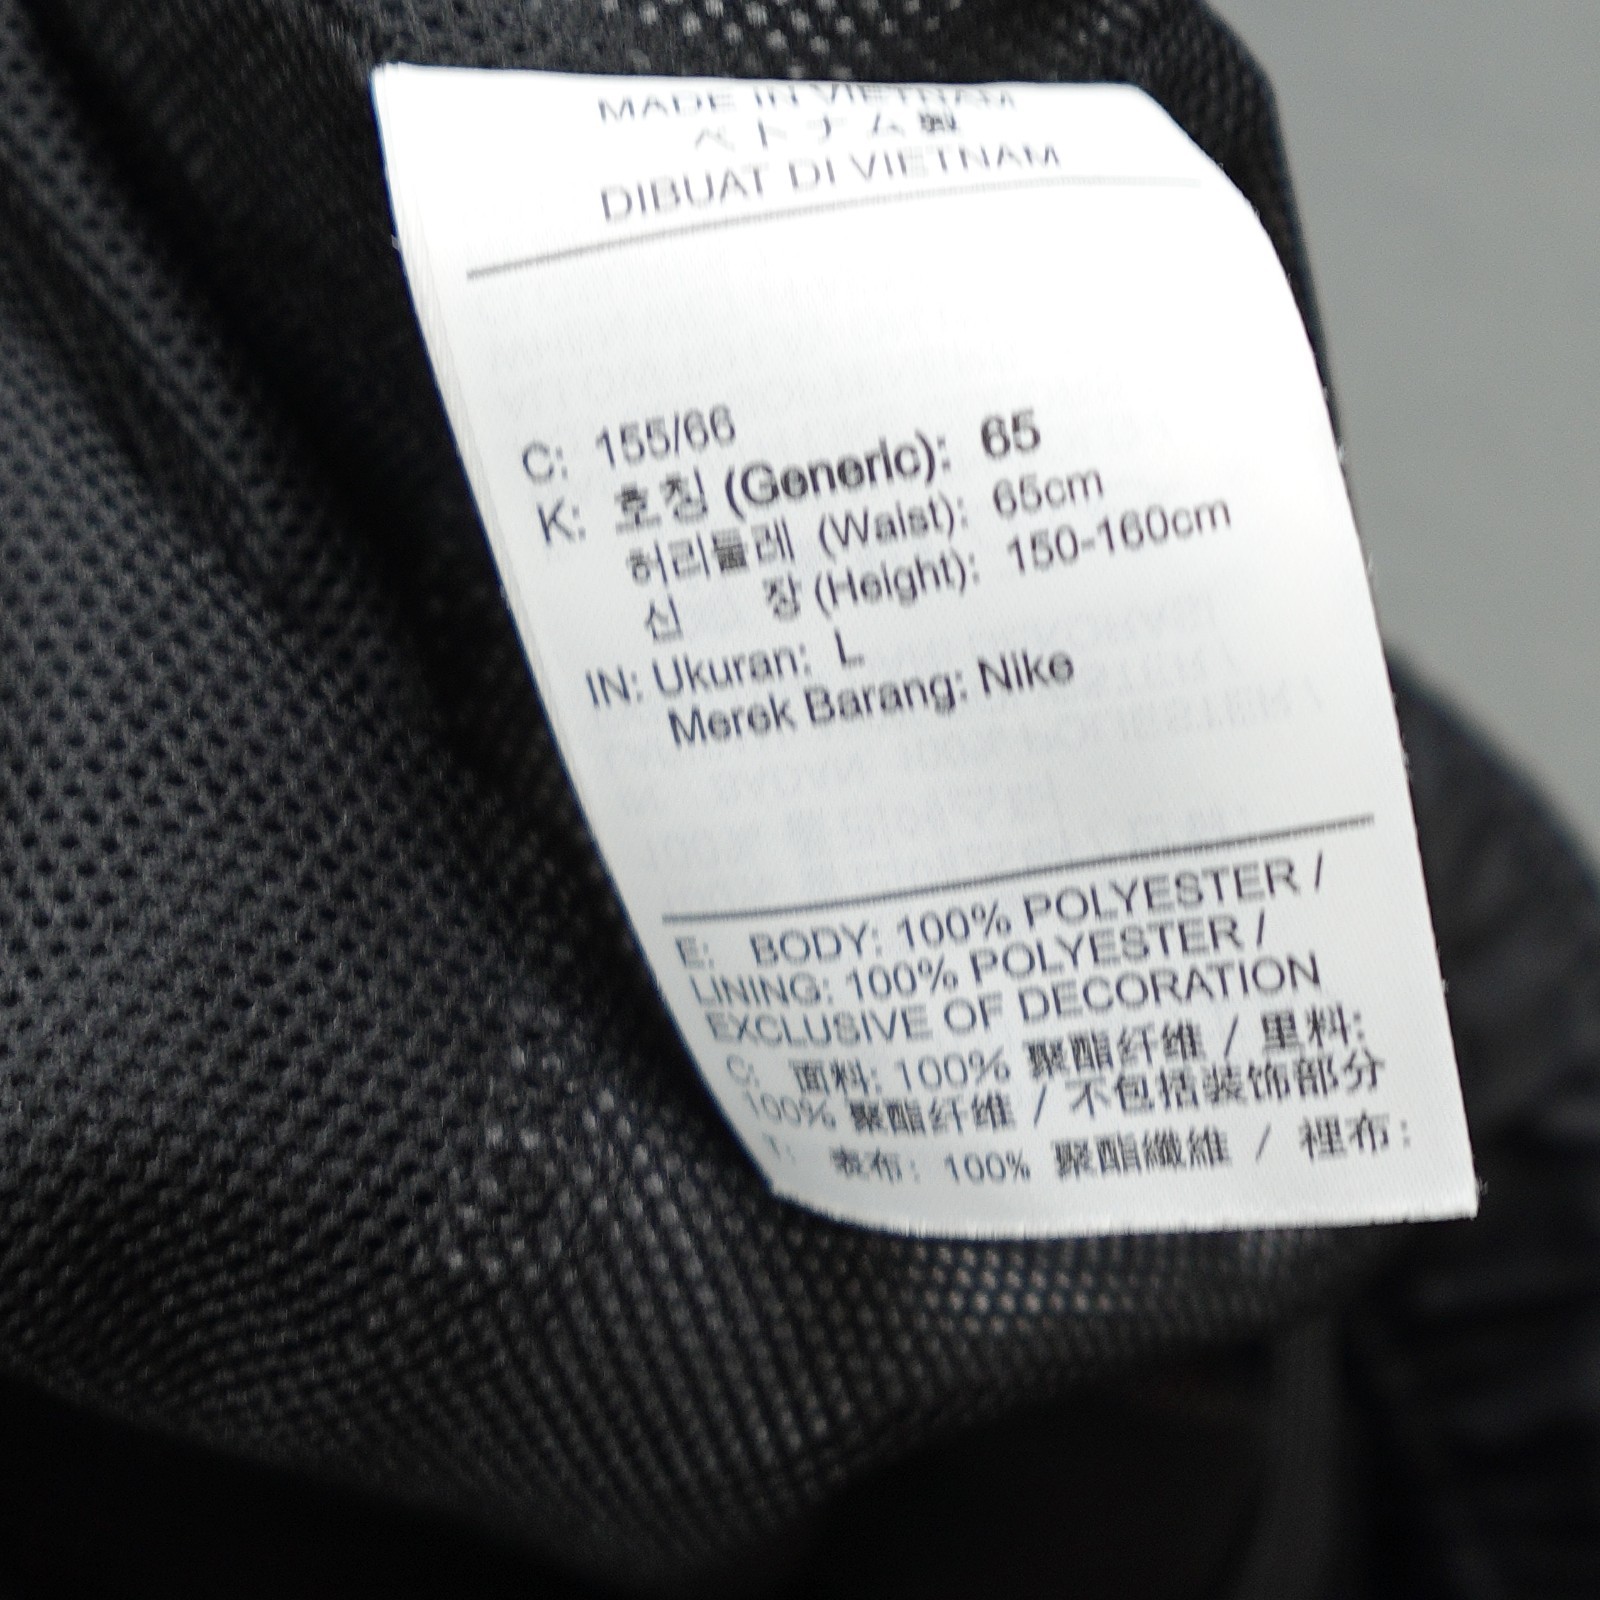 MADE IN VIETNAM
ベトナム製
DIBUAT DI VIETNAM
C: 155/66
K: 호칭 (Generic): 65
허리둘레 (Waist): 65cm
신 장 (Height): 150-160cm
IN: Ukuran: L
Merek Barang: Nike
E: BODY: 100% POLYESTER /
LINING: 100% POLYESTER /
EXCLUSIVE OF DECORATION
C: 面料: 100% 聚酯纤维 / 里料:
100% 聚酯纤维 / 不包括装饰部分
T: 表布: 100% 聚酯纖維 / 裡布: